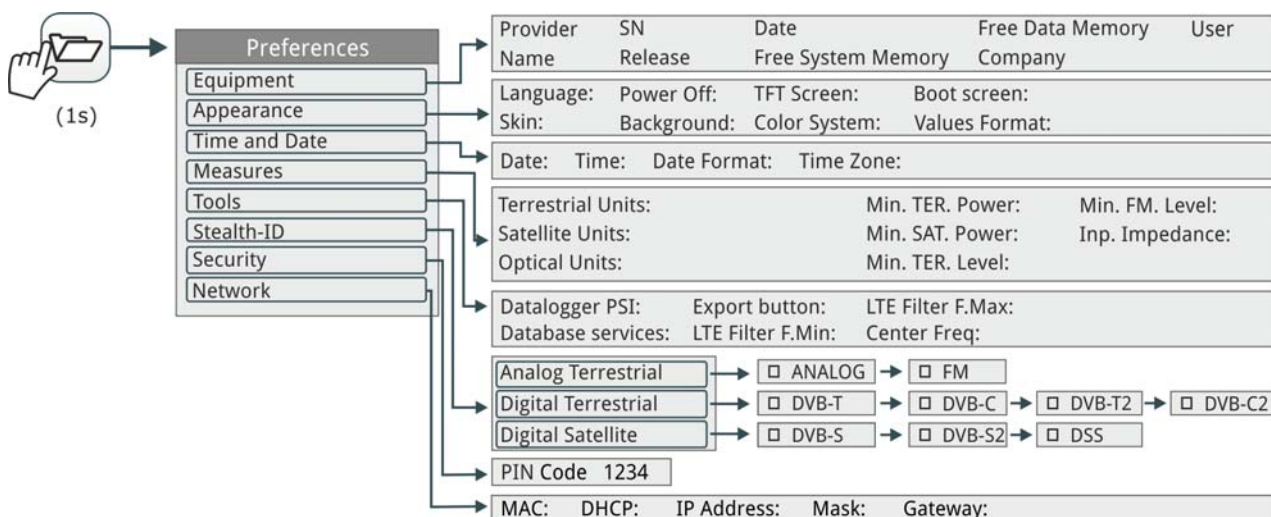 (1s)
Preferences
Equipment
Appearance
Time and Date
Measures
Tools
Stealth-ID
Security
Network
Provider SN Date Free Data Memory User
Name Release Free System Memory Company
Language: Power Off: TFT Screen: Boot screen:
Skin: Background: Color System: Values Format:
Date: Time: Date Format: Time Zone:
Terrestrial Units: Min. TER. Power: Min. FM. Level:
Satellite Units: Min. SAT. Power: Inp. Impedance:
Optical Units: Min. TER. Level:
Datalogger PSI: Export button: LTE Filter F.Max:
Database services: LTE Filter F.Min: Center Freq:
Analog Terrestrial ANALOG FM
Digital Terrestrial DVB-T DVB-C DVB-T2 DVB-C2
Digital Satellite DVB-S DVB-S2 DSS
PIN Code 1234
MAC: DHCP: IP Address: Mask: Gateway: